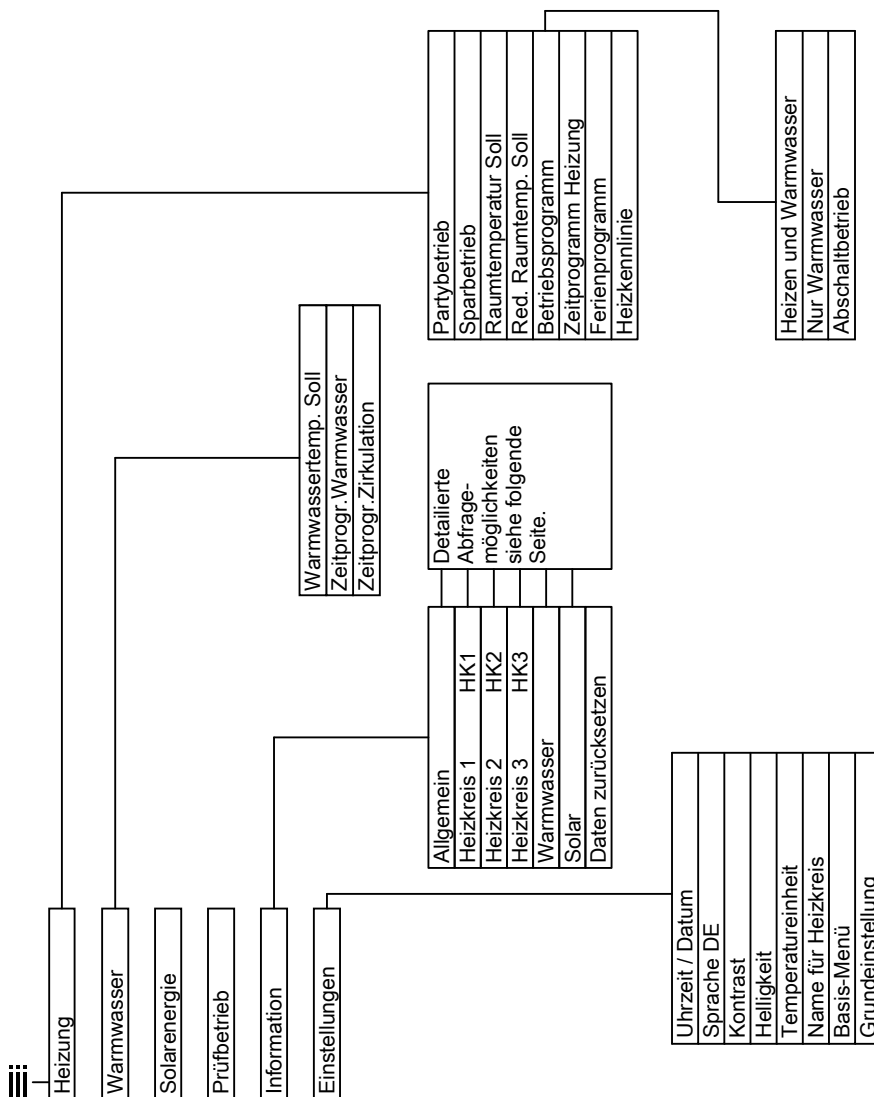 Heizung
Warmwasser
Solarenergie
Prüfbetrieb
Information
Einstellungen
Partybetrieb
Sparbetrieb
Raumtemperatur Soll
Red. Raumtemp. Soll
Betriebsprogramm
Zeitprogramm Heizung
Ferienprogramm
Heizkennlinie
Heizen und Warmwasser
Nur Warmwasser
Abschaltbetrieb
Warmwassertemp. Soll
Zeitprogr.Warmwasser
Zeitprogr.Zirkulation
Allgemein
Heizkreis 1 HK1
Heizkreis 2 HK2
Heizkreis 3 HK3
Warmwasser
Solar
Daten zurücksetzen
Detailierte
Abfrage-
möglichkeiten
siehe folgende
Seite.
Uhrzeit / Datum
Sprache DE
Kontrast
Helligkeit
Temperatureinheit
Name für Heizkreis
Basis-Menü
Grundeinstellung